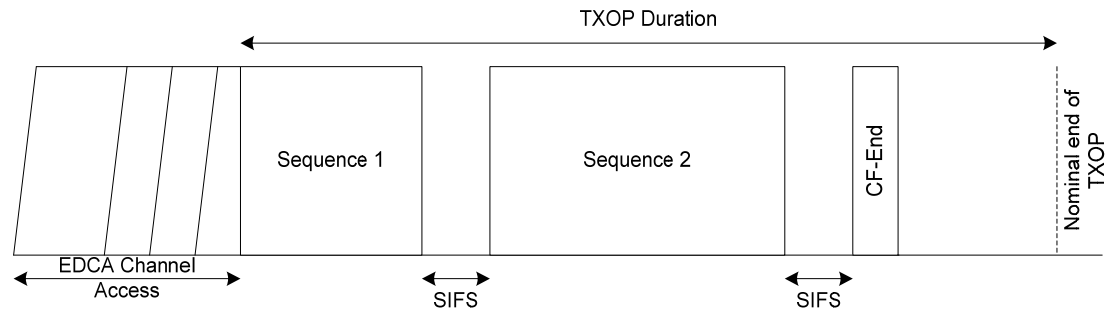 TXOP Duration
Sequence 1
Sequence 2
CF-End
Nominal end of
TXOP
EDCA Channel
Access
SIFS
SIFS